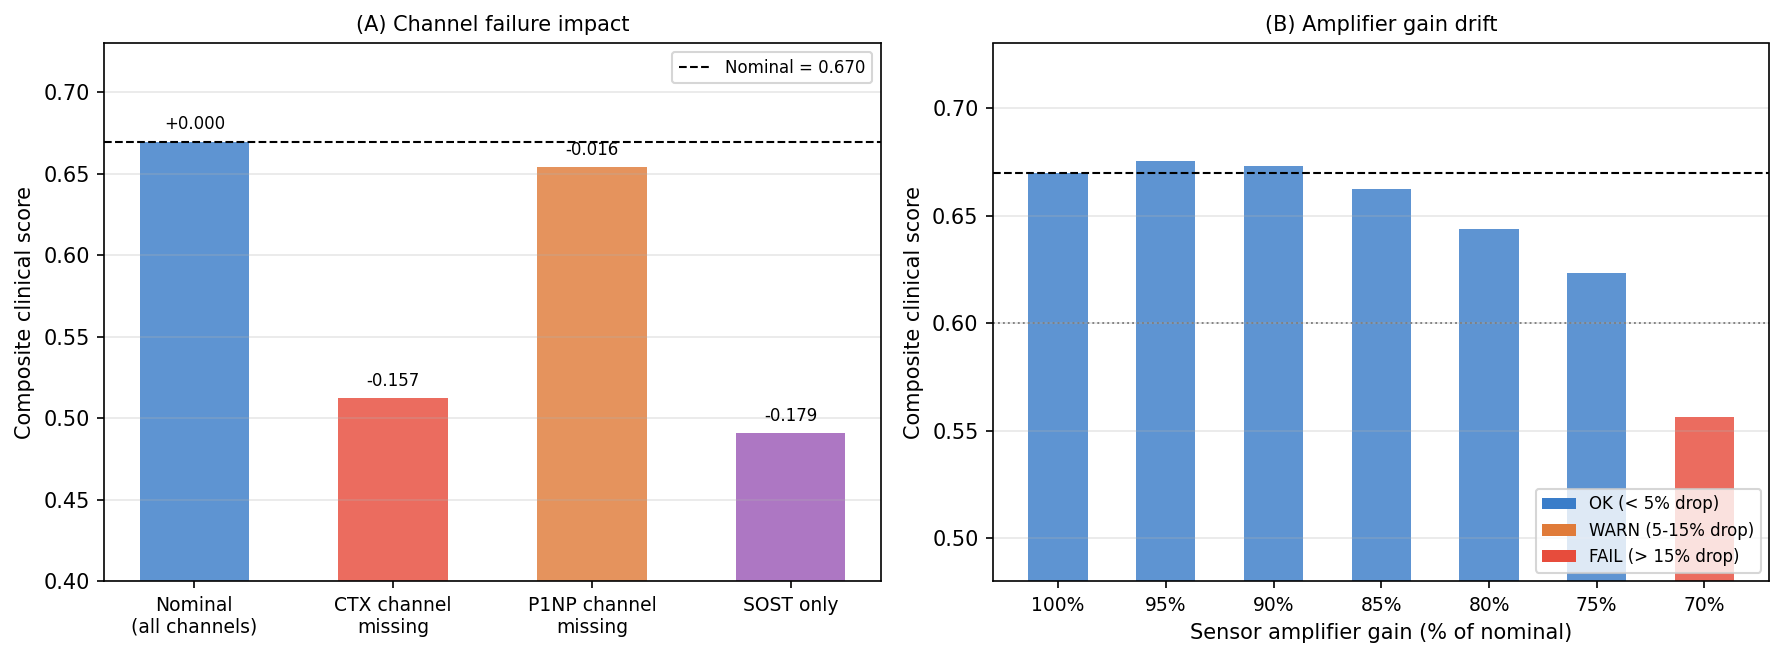 (A) Channel failure impact
Composite clinical score
0.70
0.65
0.60
0.55
0.50
0.45
0.40
Nominal = 0.670
+0.000
-0.157
-0.016
-0.179
Nominal
(all channels)
CTX channel
missing
P1NP channel
missing
SOST only
(B) Amplifier gain drift
Composite clinical score
0.70
0.65
0.60
0.55
0.50
OK (< 5% drop)
WARN (5-15% drop)
FAIL (> 15% drop)
100%
95%
90%
85%
80%
75%
70%
Sensor amplifier gain (% of nominal)